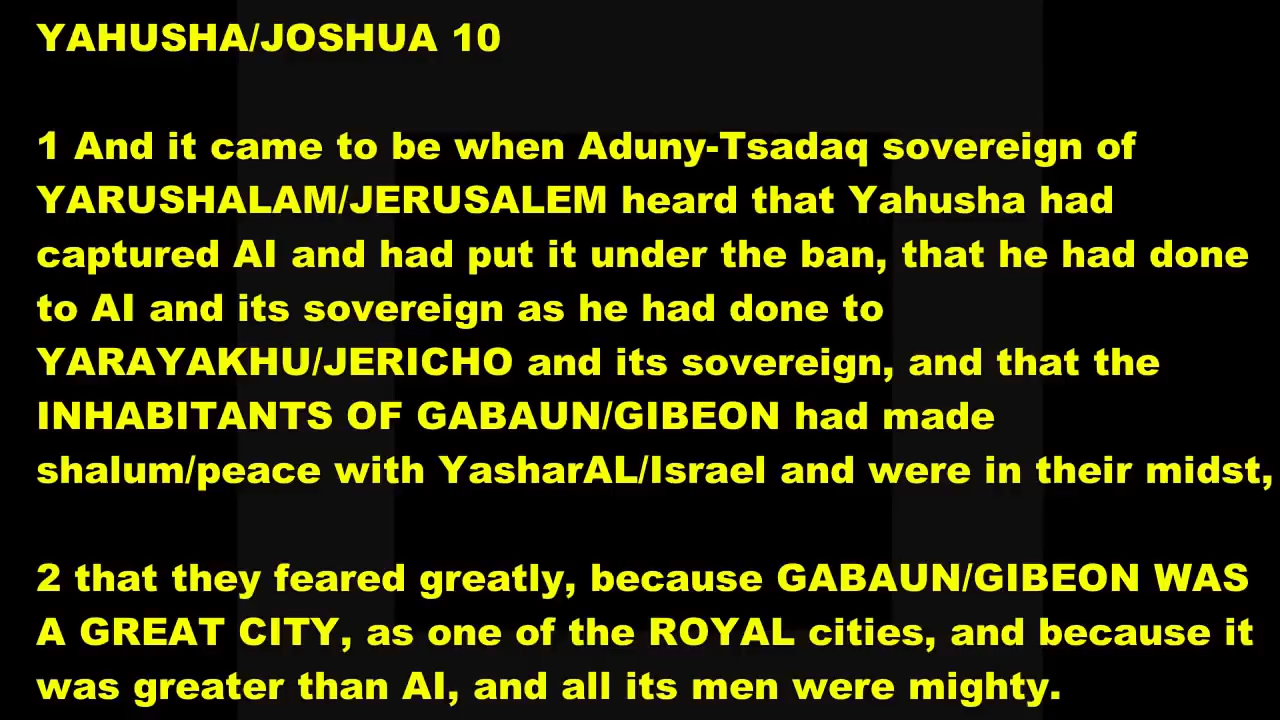 YAHUSHA/JOSHUA 10
1 And it came to be when Aduny-Tsadaq sovereign of
YARUSHALAM/JERUSALEM heard that Yahusha had
captured AI and had put it under the ban, that he had done
to AI and its sovereign as he had done to
YARAYAKHU/JERICHO and its sovereign, and that the
INHABITANTS OF GABAUN/GIBEON had made
shalum/peace with YasharAL/Israel and were in their midst,
2 that they feared greatly, because GABAUN/GIBEON WAS
A GREAT CITY, as one of the ROYAL cities, and because it
was greater than AI, and all its men were mighty.